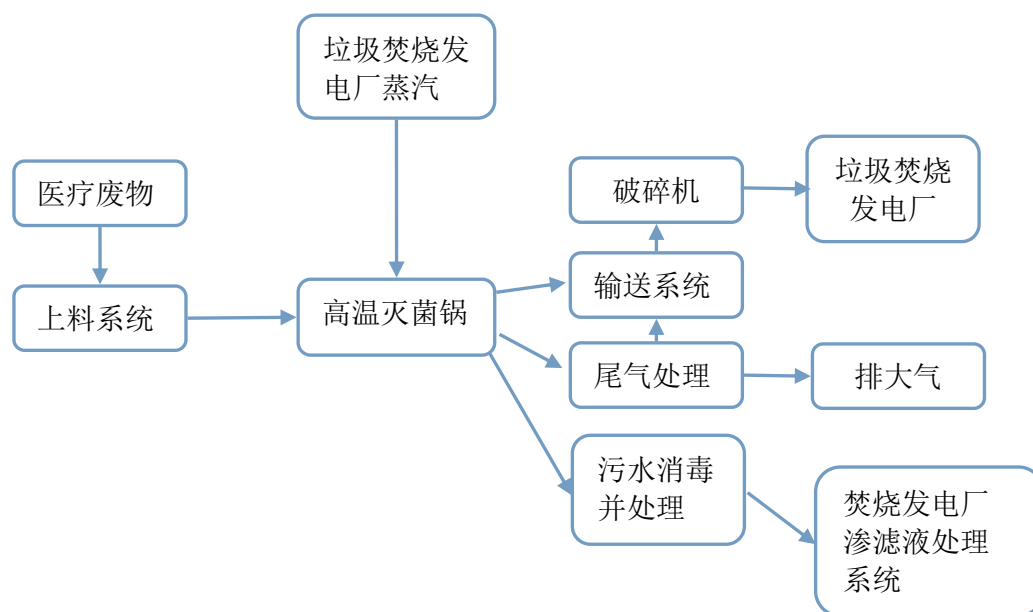 垃圾焚烧发
电厂蒸汽
医疗废物
破碎机
垃圾焚烧
发电厂
上料系统
高温灭菌锅
输送系统
尾气处理
排大气
污水消毒
并处理
焚烧发电厂
渗滤液处理
系统